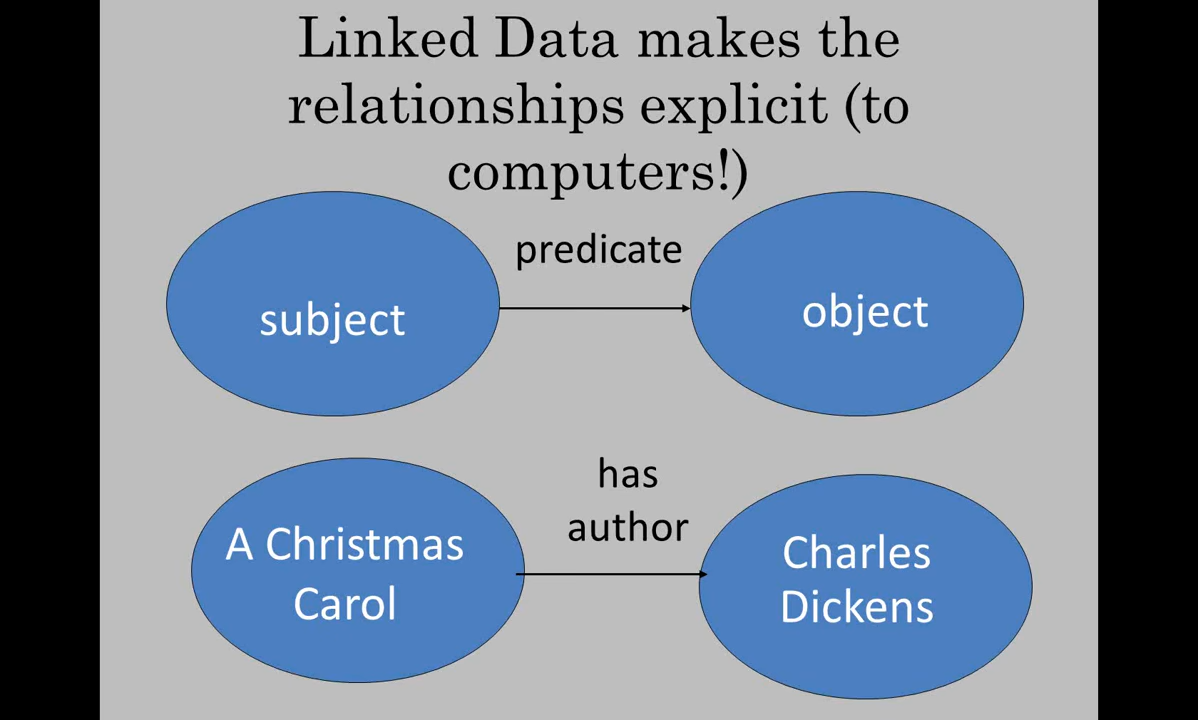 Linked Data makes the
relationships explicit (to
computers!)
predicate
subject
object
has
author
A Christmas
Carol
Charles
Dickens